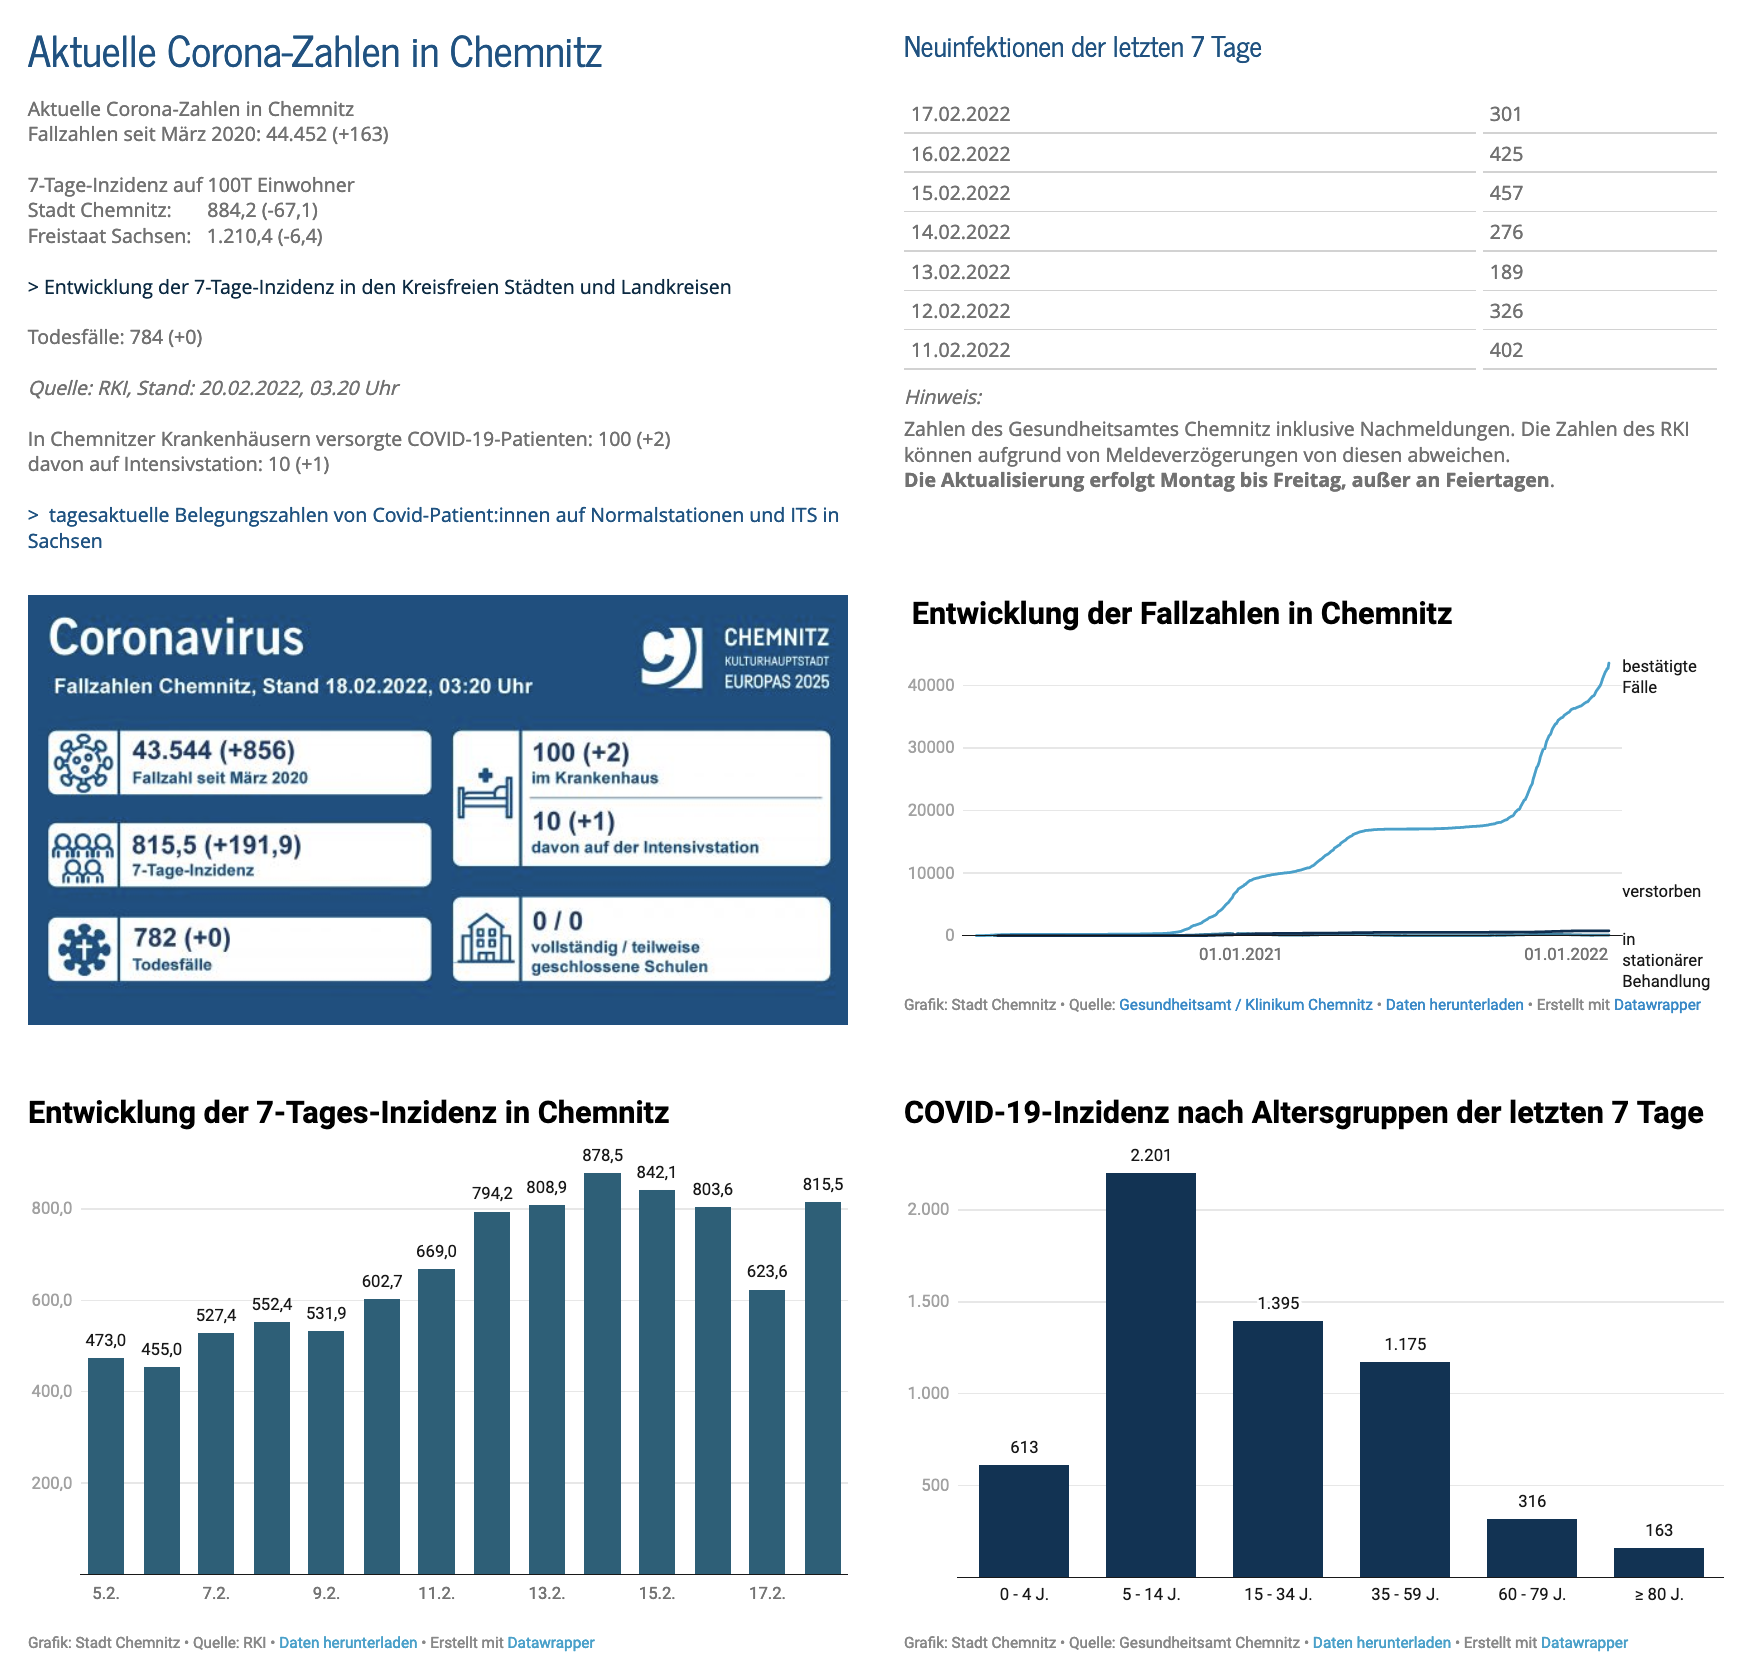 Aktuelle Corona-Zahlen in Chemnitz
Aktuelle Corona-Zahlen in Chemnitz
Fallzahlen seit März 2020: 44.452 (+163)
7-Tage-Inzidenz auf 100T Einwohner
Stadt Chemnitz: 884,2 (-67,1)
Freistaat Sachsen: 1.210,4 (-6,4)
> Entwicklung der 7-Tage-Inzidenz in den Kreisfreien Städten und Landkreisen
Todesfälle: 784 (+0)
Quelle: RKI, Stand: 20.02.2022, 03.20 Uhr
In Chemnitzer Krankenhäusern versorgte COVID-19-Patienten: 100 (+2)
davon auf Intensivstation: 10 (+1)
> tagesaktuelle Belegungszahlen von Covid-Patient:innen auf Normalstationen und ITS in
Sachsen
Neuinfektionen der letzten 7 Tage
17.02.2022 301
16.02.2022 425
15.02.2022 457
14.02.2022 276
13.02.2022 189
12.02.2022 326
11.02.2022 402
Hinweis:
Zahlen des Gesundheitsamtes Chemnitz inklusive Nachmeldungen. Die Zahlen des RKI
können aufgrund von Meldeverzögerungen von diesen abweichen.
Die Aktualisierung erfolgt Montag bis Freitag, außer an Feiertagen.
Coronavirus
Fallzahlen Chemnitz, Stand 18.02.2022, 03:20 Uhr
CHEMNITZ
KULTURHAUPTSTADT
EUROPAS 2025
43.544 (+856)
Fallzahl seit März 2020
815,5 (+191,9)
7-Tage-Inzidenz
782 (+0)
Todesfälle
100 (+2)
im Krankenhaus
10 (+1)
davon auf der Intensivstation
0 / 0
vollständig / teilweise
geschlossene Schulen
Entwicklung der Fallzahlen in Chemnitz
40000
30000
20000
10000
0
01.01.2021
01.01.2022
bestätigte
Fälle
verstorben
in
stationärer
Behandlung
Grafik: Stadt Chemnitz • Quelle: Gesundheitsamt / Klinikum Chemnitz • Daten herunterladen • Erstellt mit Datawrapper
Entwicklung der 7-Tages-Inzidenz in Chemnitz
800,0
600,0
400,0
200,0
473,0
455,0
527,4
552,4
531,9
602,7
669,0
794,2
808,9
878,5
842,1
803,6
623,6
815,5
5.2.
7.2.
9.2.
11.2.
13.2.
15.2.
17.2.
Grafik: Stadt Chemnitz • Quelle: RKI • Daten herunterladen • Erstellt mit Datawrapper
COVID-19-Inzidenz nach Altersgruppen der letzten 7 Tage
2.000
1.500
1.000
500
613
2.201
1.395
1.175
316
163
0 - 4 J.
5 - 14 J.
15 - 34 J.
35 - 59 J.
60 - 79 J.
≥ 80 J.
Grafik: Stadt Chemnitz • Quelle: Gesundheitsamt Chemnitz • Daten herunterladen • Erstellt mit Datawrapper